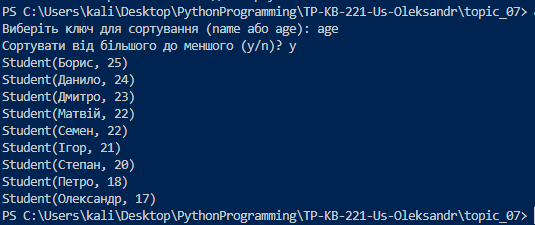 PS C:\Users\kali\Desktop\PythonProgramming\TP-KB-221-Us-Oleksandr\topic_07>
Виберіть ключ для сортування (name або age): age
Сортувати від більшого до меншого (y/n)? y
Student(Борис, 25)
Student(Данило, 24)
Student(Дмитро, 23)
Student(Матвій, 22)
Student(Семен, 22)
Student(Ігор, 21)
Student(Степан, 20)
Student(Петро, 18)
Student(Олександр, 17)
PS C:\Users\kali\Desktop\PythonProgramming\TP-KB-221-Us-Oleksandr\topic_07>